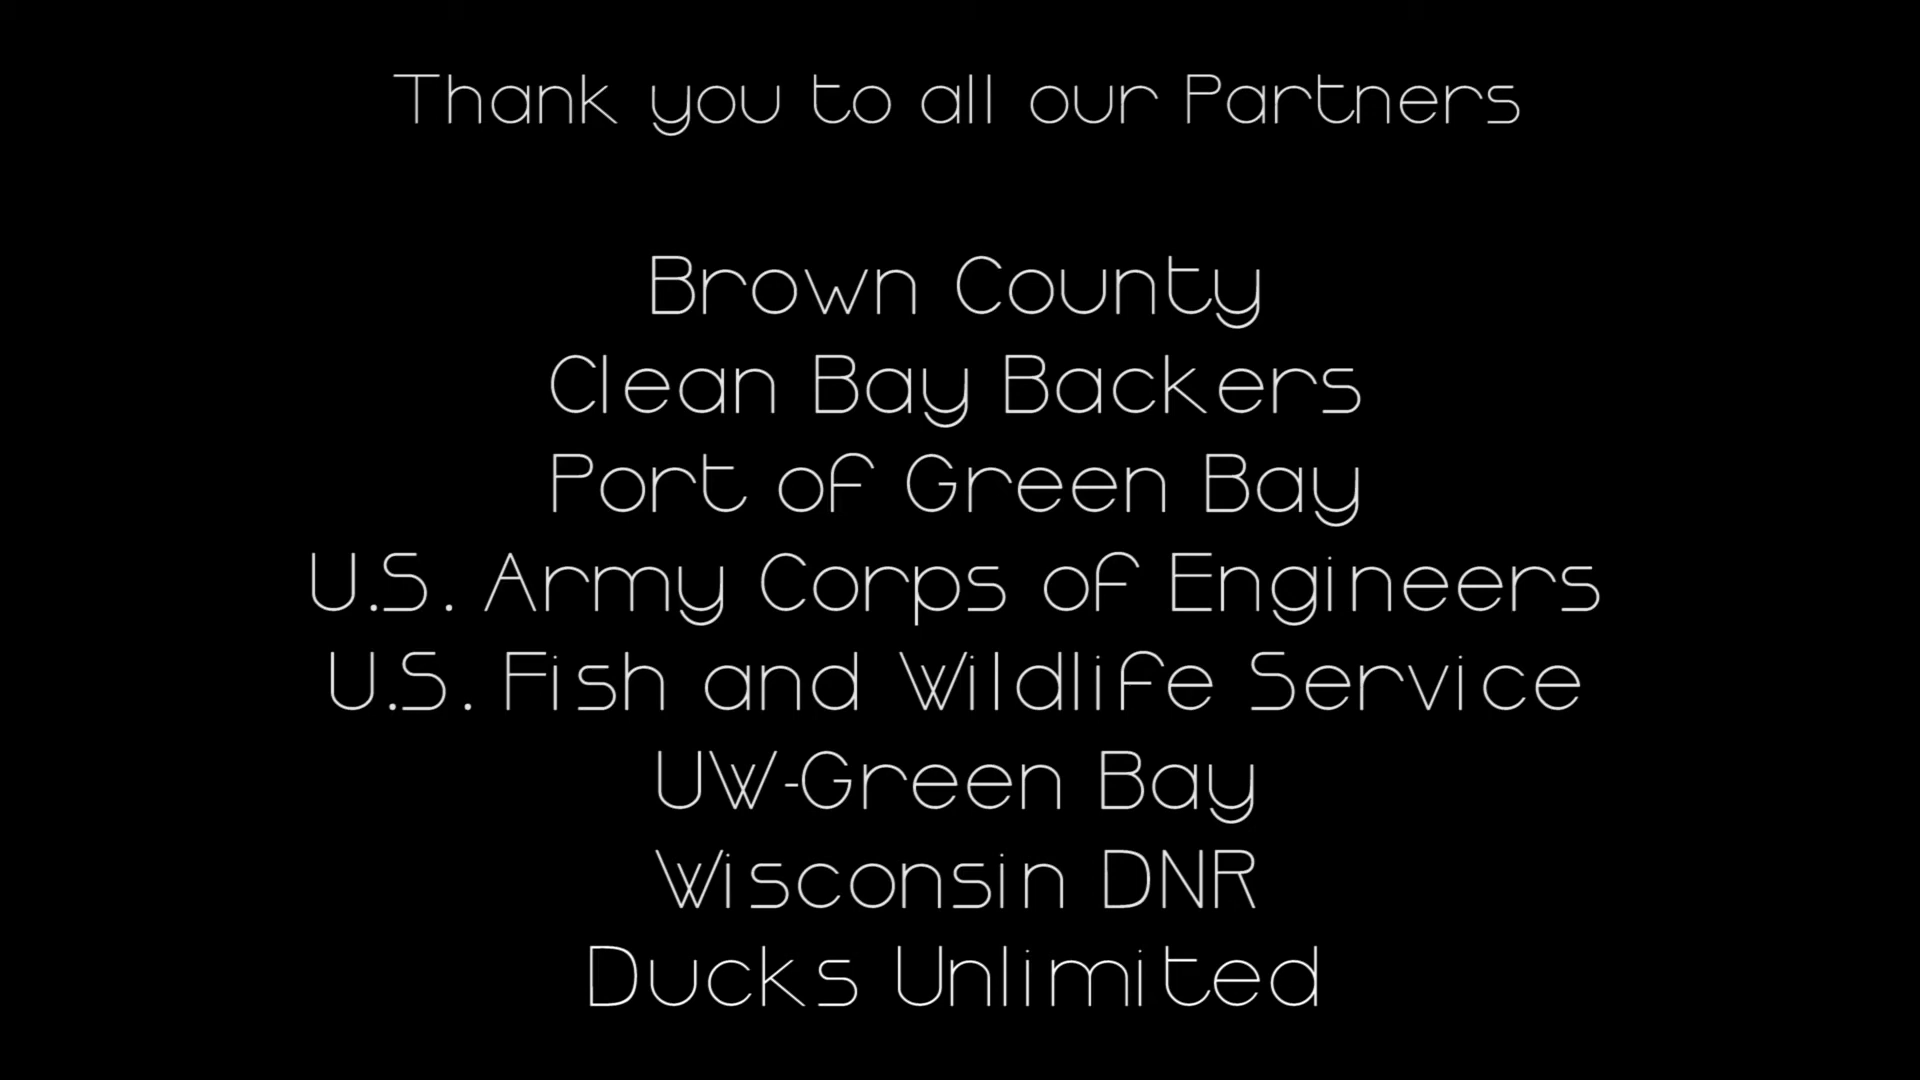 Thank you to all our Partners
Brown County
Clean Bay Backers
Port of Green Bay
U.S. Army Corps of Engineers
U.S. Fish and Wildlife Service
UW-Green Bay
Wisconsin DNR
Ducks Unlimited